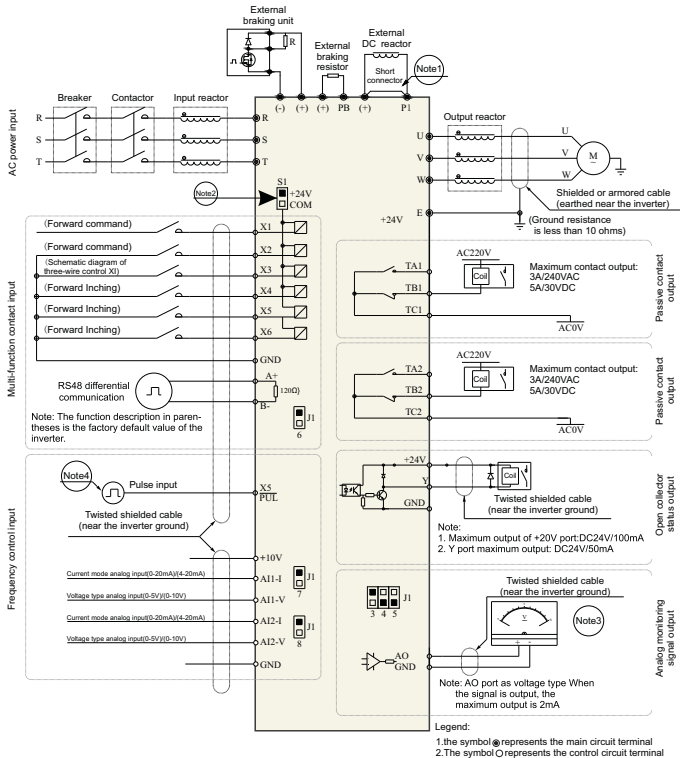 External
braking unit
R
External
braking
resistor
External
DC reactor
Short
connector
Note1
(-) (+) (+) PB (+) P1
AC power input
Breaker Contactor Input reactor
R R
S S
T T
Output reactor
U U
V V
W W
M
~
E
Shielded or armored cable
(earthed near the inverter)
(Ground resistance
is less than 10 ohms)
Note2
S1
+24V
COM
+24V
Multi-function contact input
(Forward command) X1
(Forward command) X2
(Schematic diagram of
three-wire control XI) X3
(Forward Inching) X4
(Forward Inching) X5
(Forward Inching) X6
GND
RS48 differential
communication
A+
120Ω)
B-
J1
6
Note: The function description in paren-
theses is the factory default value of the
inverter.
AC220V
TA1
TB1
TC1
Coil
Maximum contact output:
3A/240VAC
5A/30VDC
AC0V
Passive contact
output
AC220V
TA2
TB2
TC2
Coil
Maximum contact output:
3A/240VAC
5A/30VDC
AC0V
Passive contact
output
Frequency control input
Note4
Pulse input
X5
PUL
Twisted shielded cable
(near the inverter ground)
+10V
Current mode analog input(0-20mA)/(4-20mA) AI1-I
Voltage type analog input(0-5V)/(0-10V) AI1-V
Current mode analog input(0-20mA)/(4-20mA) AI2-I
Voltage type analog input(0-5V)/(0-10V) AI2-V
GND
J1
7
J1
8
+24V
Y
GND
Coil
Twisted shielded cable
(near the inverter ground)
Note:
1. Maximum output of +20V port:DC24V/100mA
2. Y port maximum output: DC24V/50mA
Open collector
status output
J1
3 4 5
Twisted shielded cable
(near the inverter ground)
V
+ -
Note3
AO
GND
Note: AO port as voltage type When
the signal is output, the
maximum output is 2mA
Analog monitoring
signal output
Legend:
1.the symbol ◉ represents the main circuit terminal
2.The symbol ○ represents the control circuit terminal